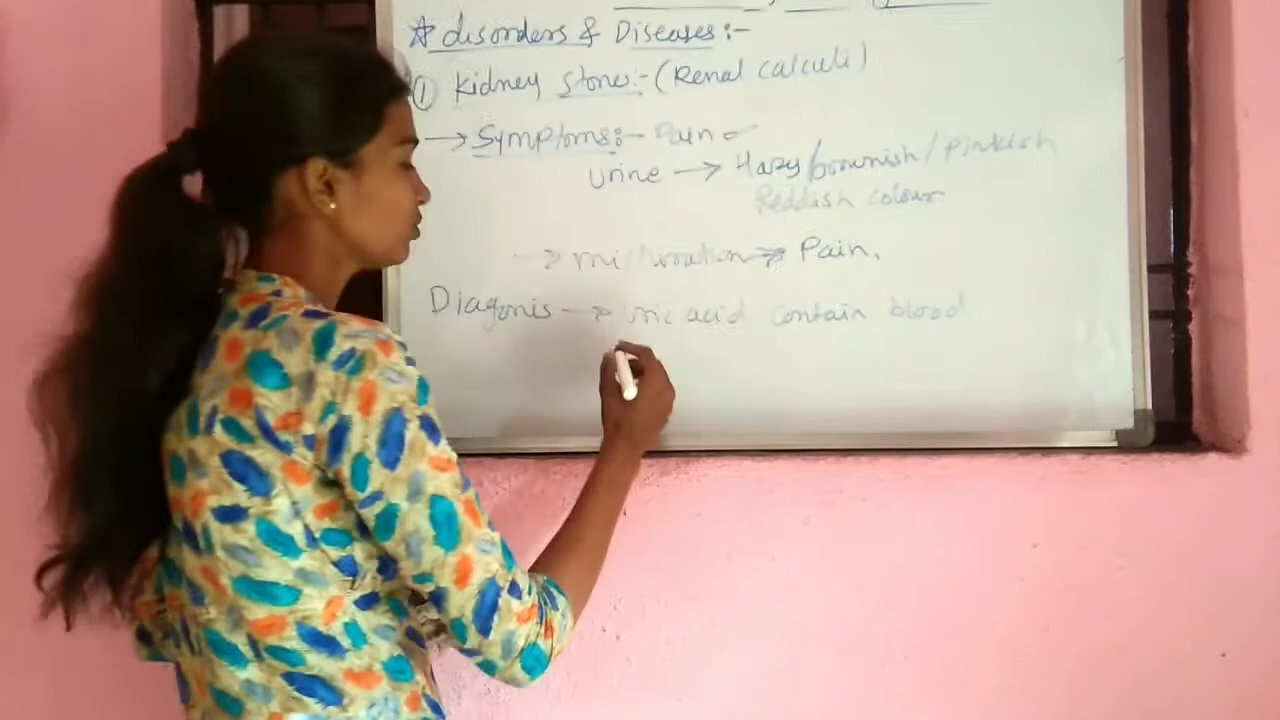 * disorders & Diseases :-
① Kidney stone:- (Renal calculi)
→ Symptoms:- Pain
urine → Hazy/brownish/pinkish
Reddish colour
→ micturation → Pain,
Diagonis → Uric acid contain blood